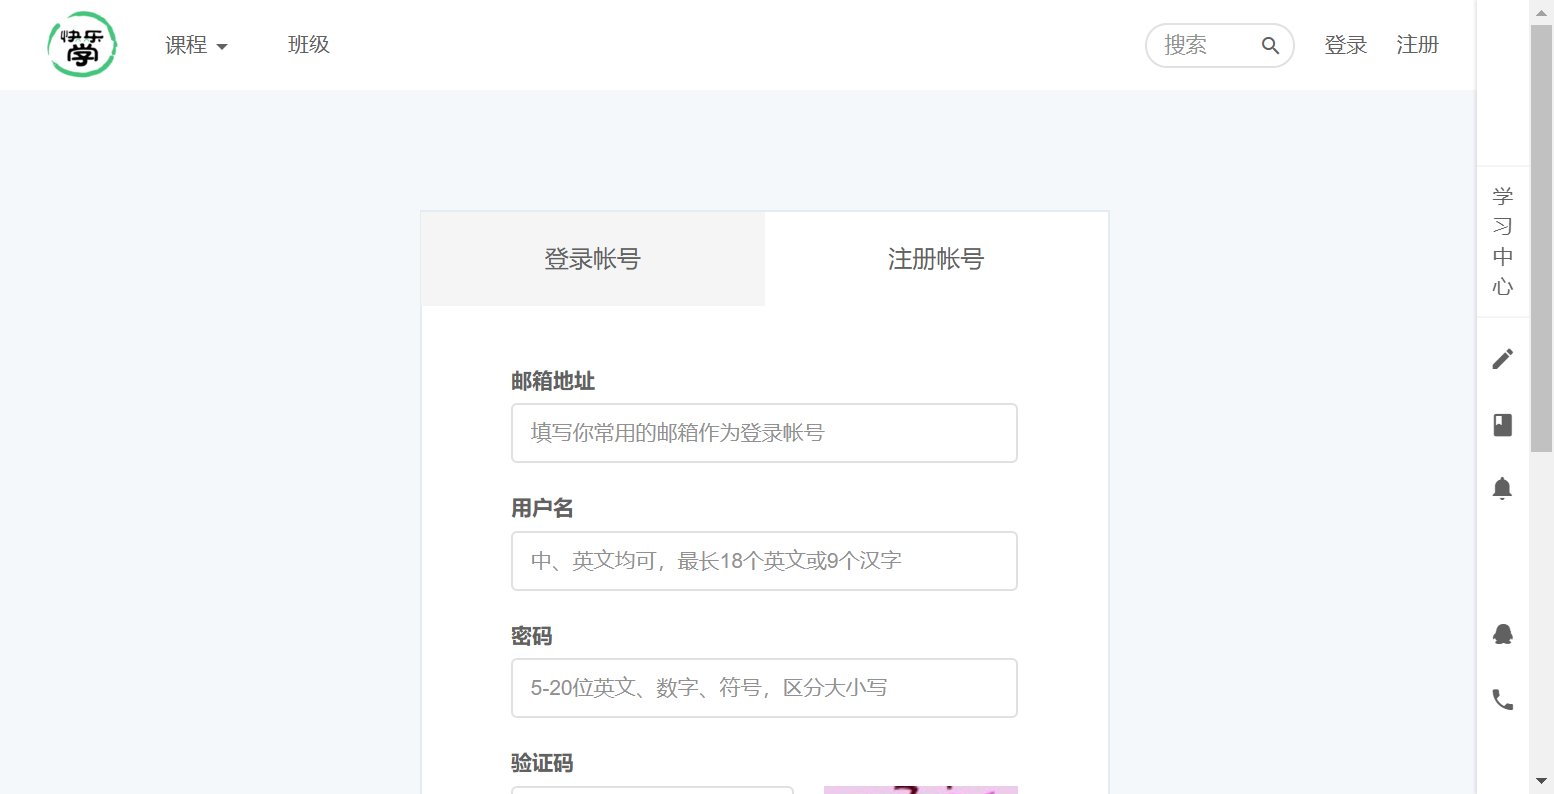 快乐
学
课程
班级
搜索
登录
注册
学
习
中
心
登录帐号
注册帐号
邮箱地址
填写你常用的邮箱作为登录帐号
用户名
中、英文均可，最长18个英文或9个汉字
密码
5-20位英文、数字、符号，区分大小写
验证码